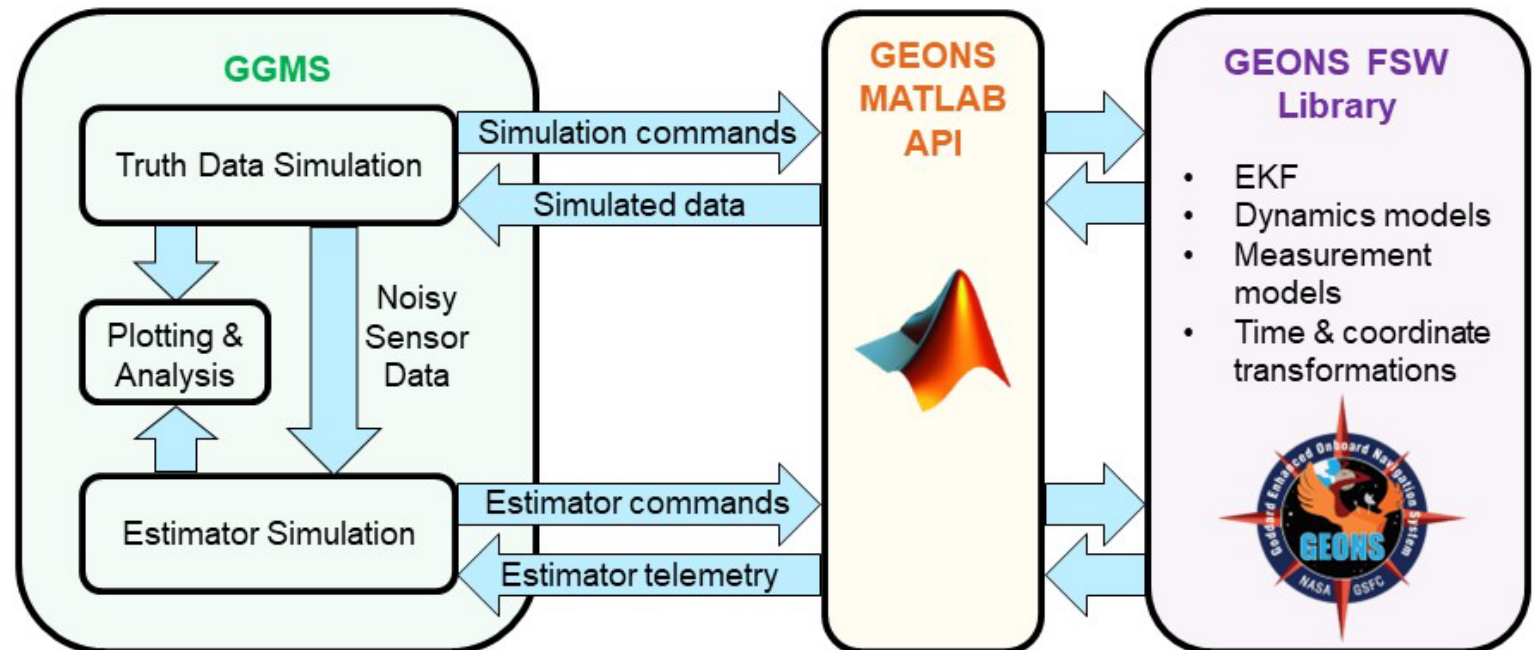 GGMS
Truth Data Simulation
Plotting &
Analysis
Noisy
Sensor
Data
Estimator Simulation
Simulation commands
Simulated data
Estimator commands
Estimator telemetry
GEONS
MATLAB
API
GEONS FSW
Library
• EKF
• Dynamics models
• Measurement
models
• Time & coordinate
transformations
Goddard Enhanced Onboard Navigation System
GEONS
NASA GSFC